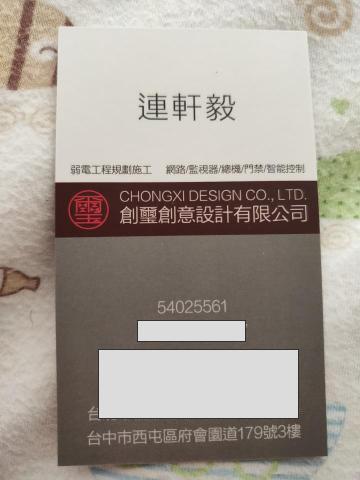 連軒毅
弱電工程規劃施工 網路/監視器/總機/門禁/智能控制
璽 CHONGXI DESIGN CO., LTD.
創璽創意設計有限公司
54025561
台
台中市西屯區府會園道179號3樓